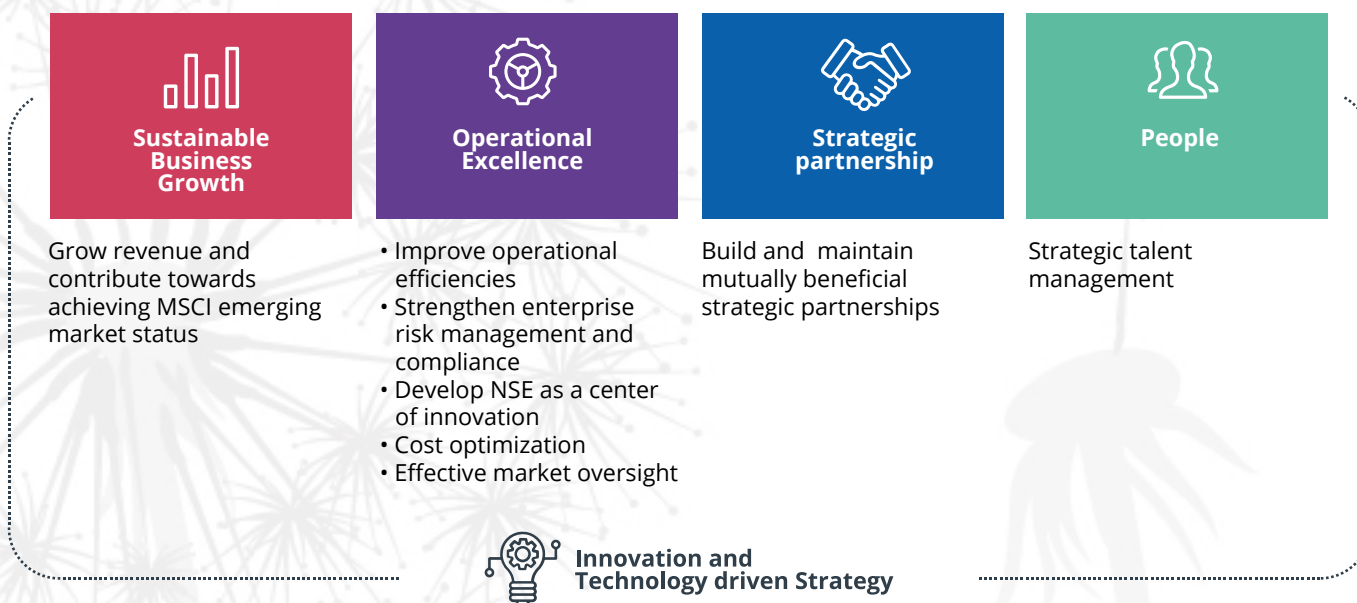 Sustainable
Business
Growth
Grow revenue and
contribute towards
achieving MSCI emerging
market status
Operational
Excellence
• Improve operational
efficiencies
• Strengthen enterprise
risk management and
compliance
• Develop NSE as a center
of innovation
• Cost optimization
• Effective market oversight
Strategic
partnership
Build and maintain
mutually beneficial
strategic partnerships
People
Strategic talent
management
Innovation and
Technology driven Strategy